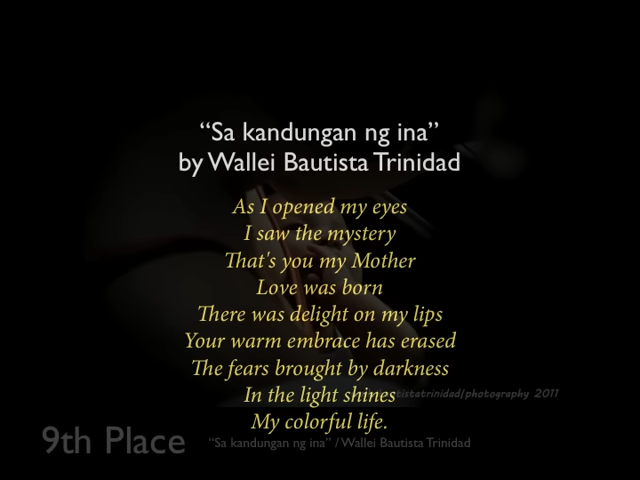 “Sa kandungan ng ina”
by Wallei Bautista Trinidad
As I opened my eyes
I saw the mystery
That's you my Mother
Love was born
There was delight on my lips
Your warm embrace has erased
The fears brought by darkness
In the light shines
My colorful life.
photography 2011
9th Place
“Sa kandungan ng ina” / Wallei Bautista Trinidad